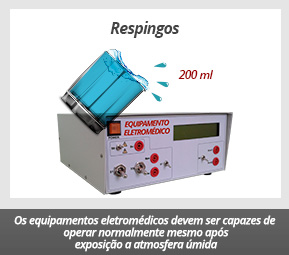 Respingos
200 ml
EQUIPAMENTO
ELETROMÉDICO
Os equipamentos eletromédicos devem ser capazes de
operar normalmente mesmo após
exposição a atmosfera úmida